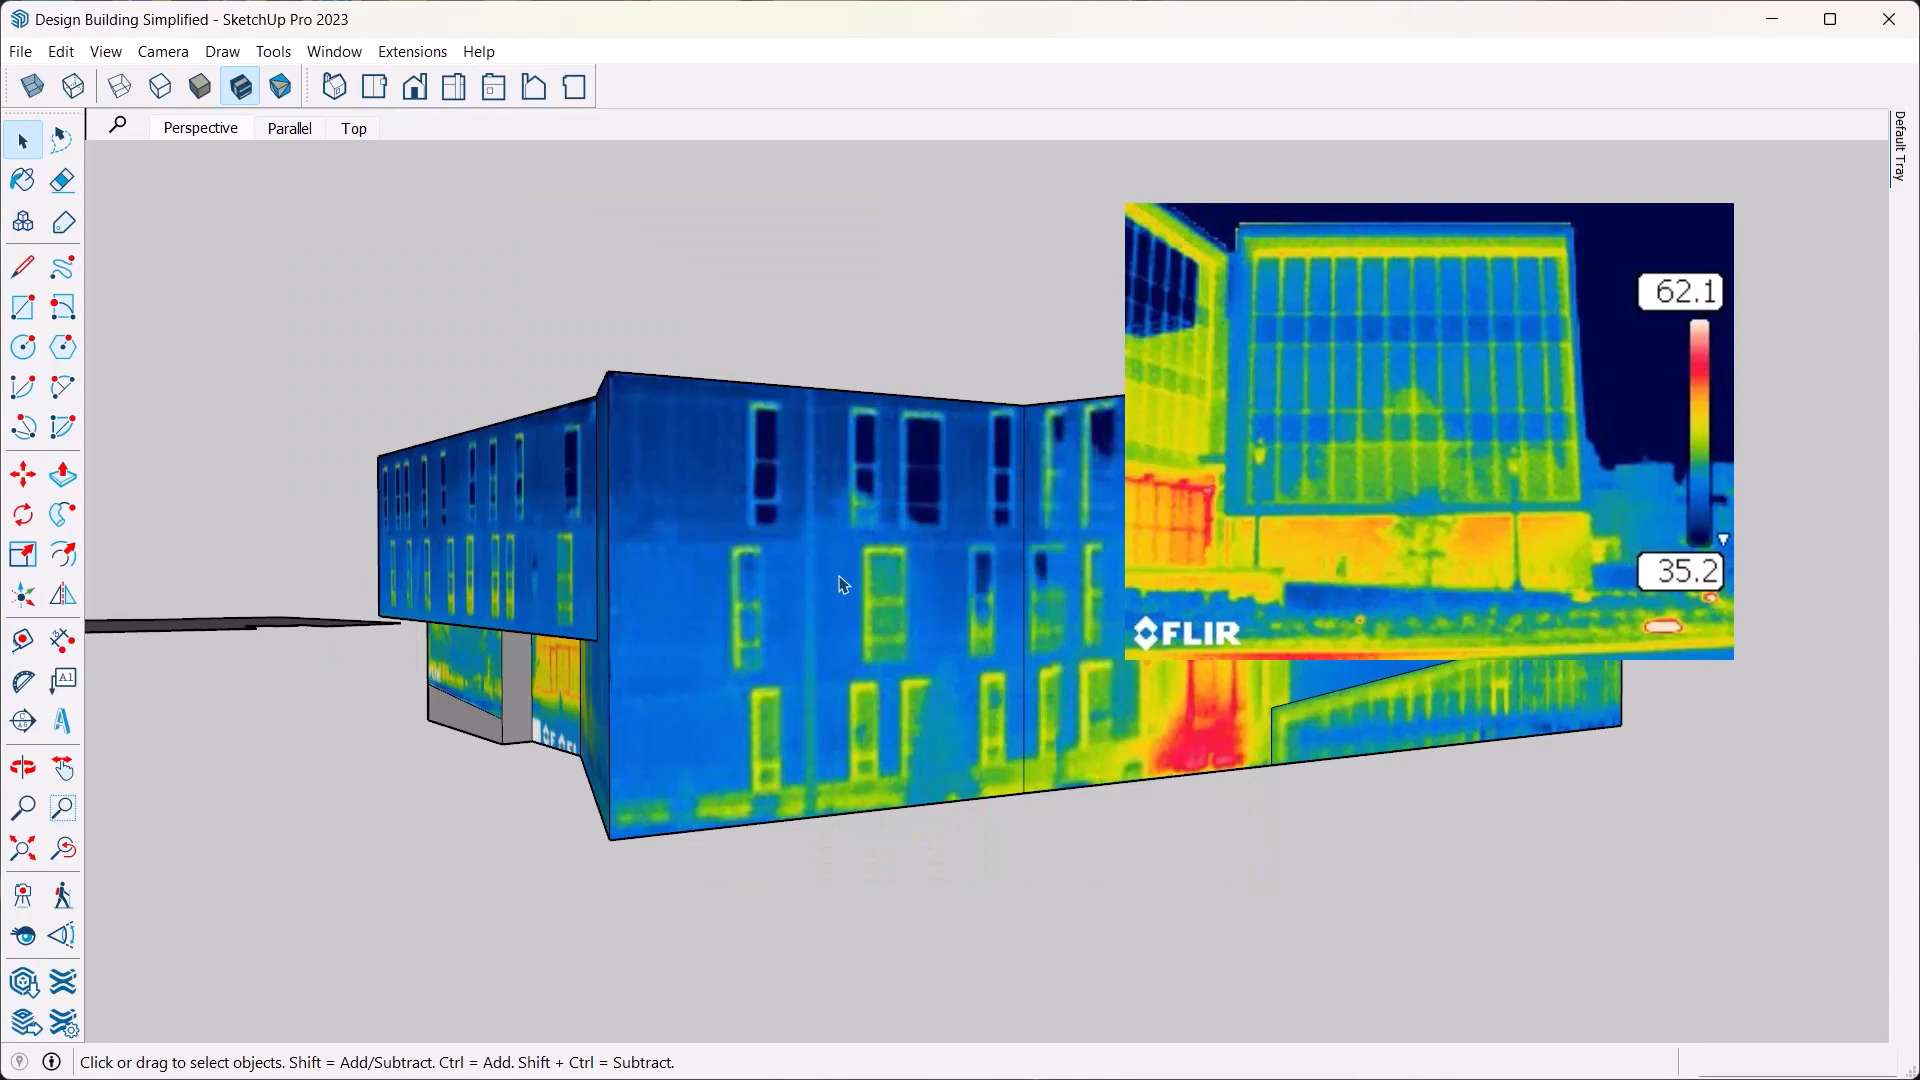 Design Building Simplified - SketchUp Pro 2023
File Edit View Camera Draw Tools Window Extensions Help
Perspective Parallel Top
Default Tray
62.1
35.2
FLIR
A1
Click or drag to select objects. Shift = Add/Subtract. Ctrl = Add. Shift + Ctrl = Subtract.